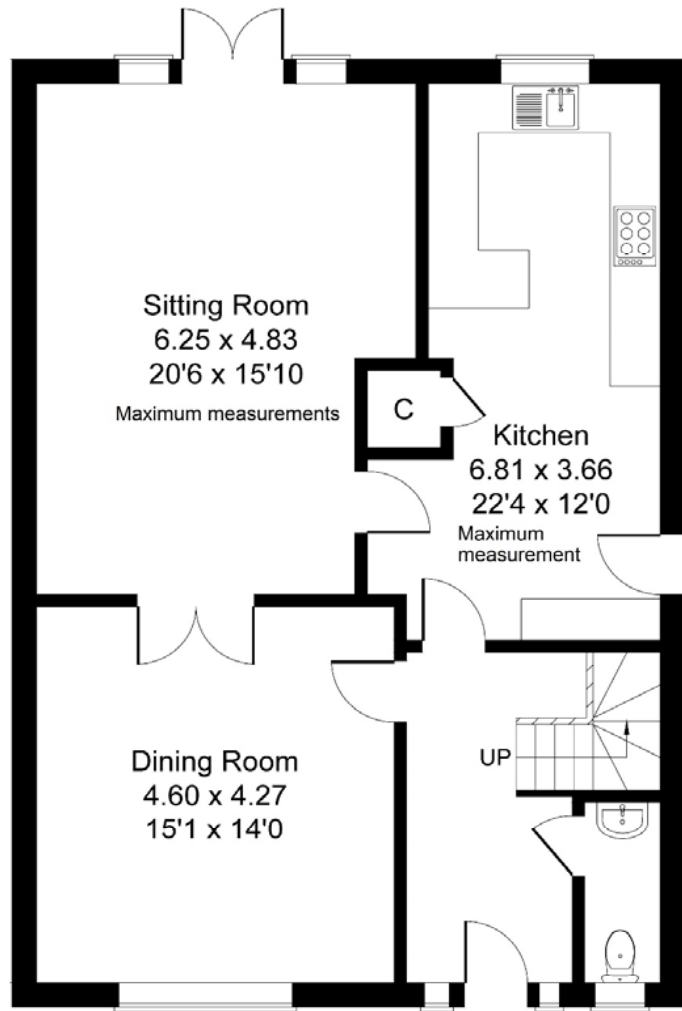 Sitting Room
6.25 x 4.83
20'6 x 15'10
Maximum measurements
C
Kitchen
6.81 x 3.66
22'4 x 12'0
Maximum
measurement
Dining Room
4.60 x 4.27
15'1 x 14'0
UP